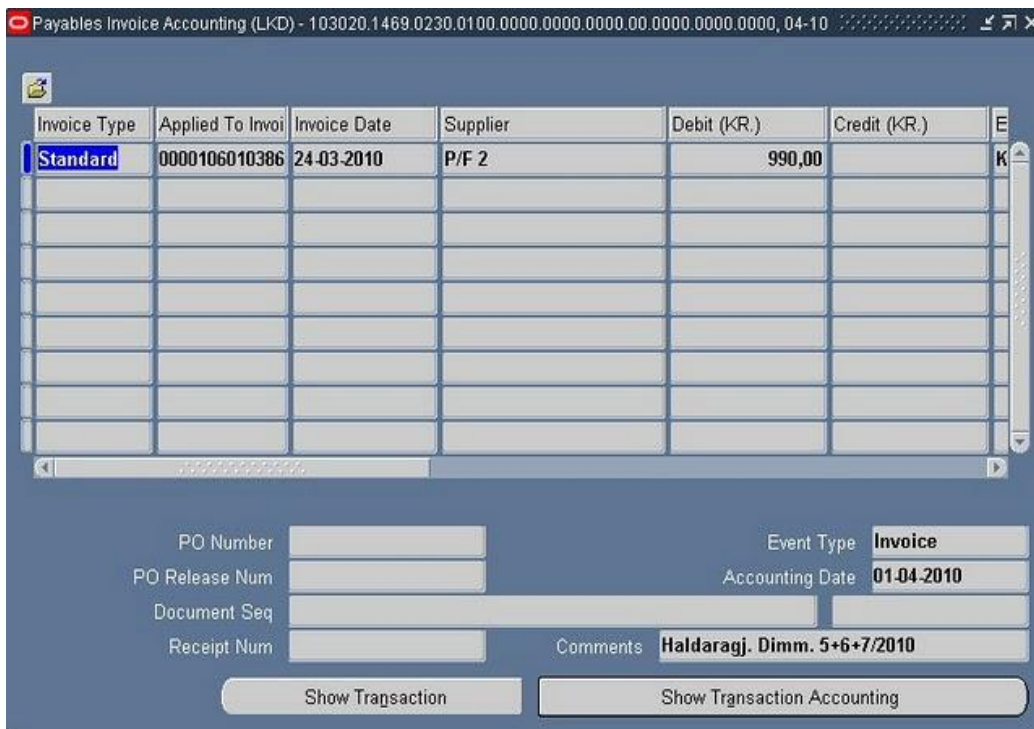 Payables Invoice Accounting (LKD) - 103020.1469.0230.0100.0000.0000.0000.00.0000.0000.0000, 04-10
Invoice Type Applied To Invoi Invoice Date Supplier Debit (KR.) Credit (KR.) E
Standard 0000106010386 24-03-2010 P/F 2 990,00 K
PO Number Event Type Invoice
PO Release Num Accounting Date 01-04-2010
Document Seq
Receipt Num Comments Haldaragj. Dimm. 5+6+7/2010
Show Transaction Show Transaction Accounting